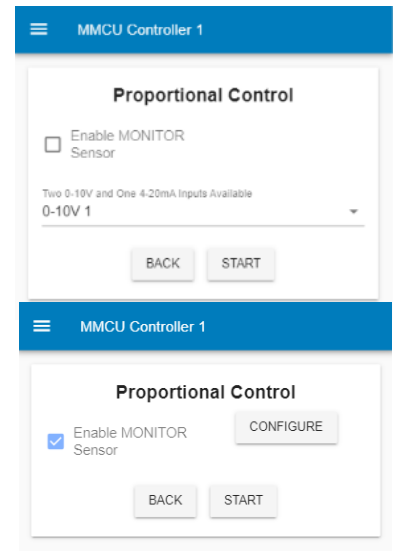 MMCU Controller 1
Proportional Control
Enable MONITOR
Sensor
Two 0-10V and One 4-20mA Inputs Available
0-10V 1
BACK START
MMCU Controller 1
Proportional Control
Enable MONITOR
Sensor
CONFIGURE
BACK START